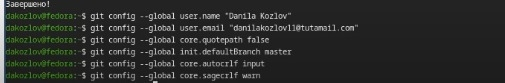 Завершено!
dakozlov@fedora:~$ git config --global user.name "Danila Kozlov"
dakozlov@fedora:~$ git config --global user.email "danilakozlov11@tutamail.com"
dakozlov@fedora:~$ git config --global core.quotepath false
dakozlov@fedora:~$ git config --global init.defaultBranch master
dakozlov@fedora:~$ git config --global core.autocrlf input
dakozlov@fedora:~$ git config --global core.sagecrlf warn